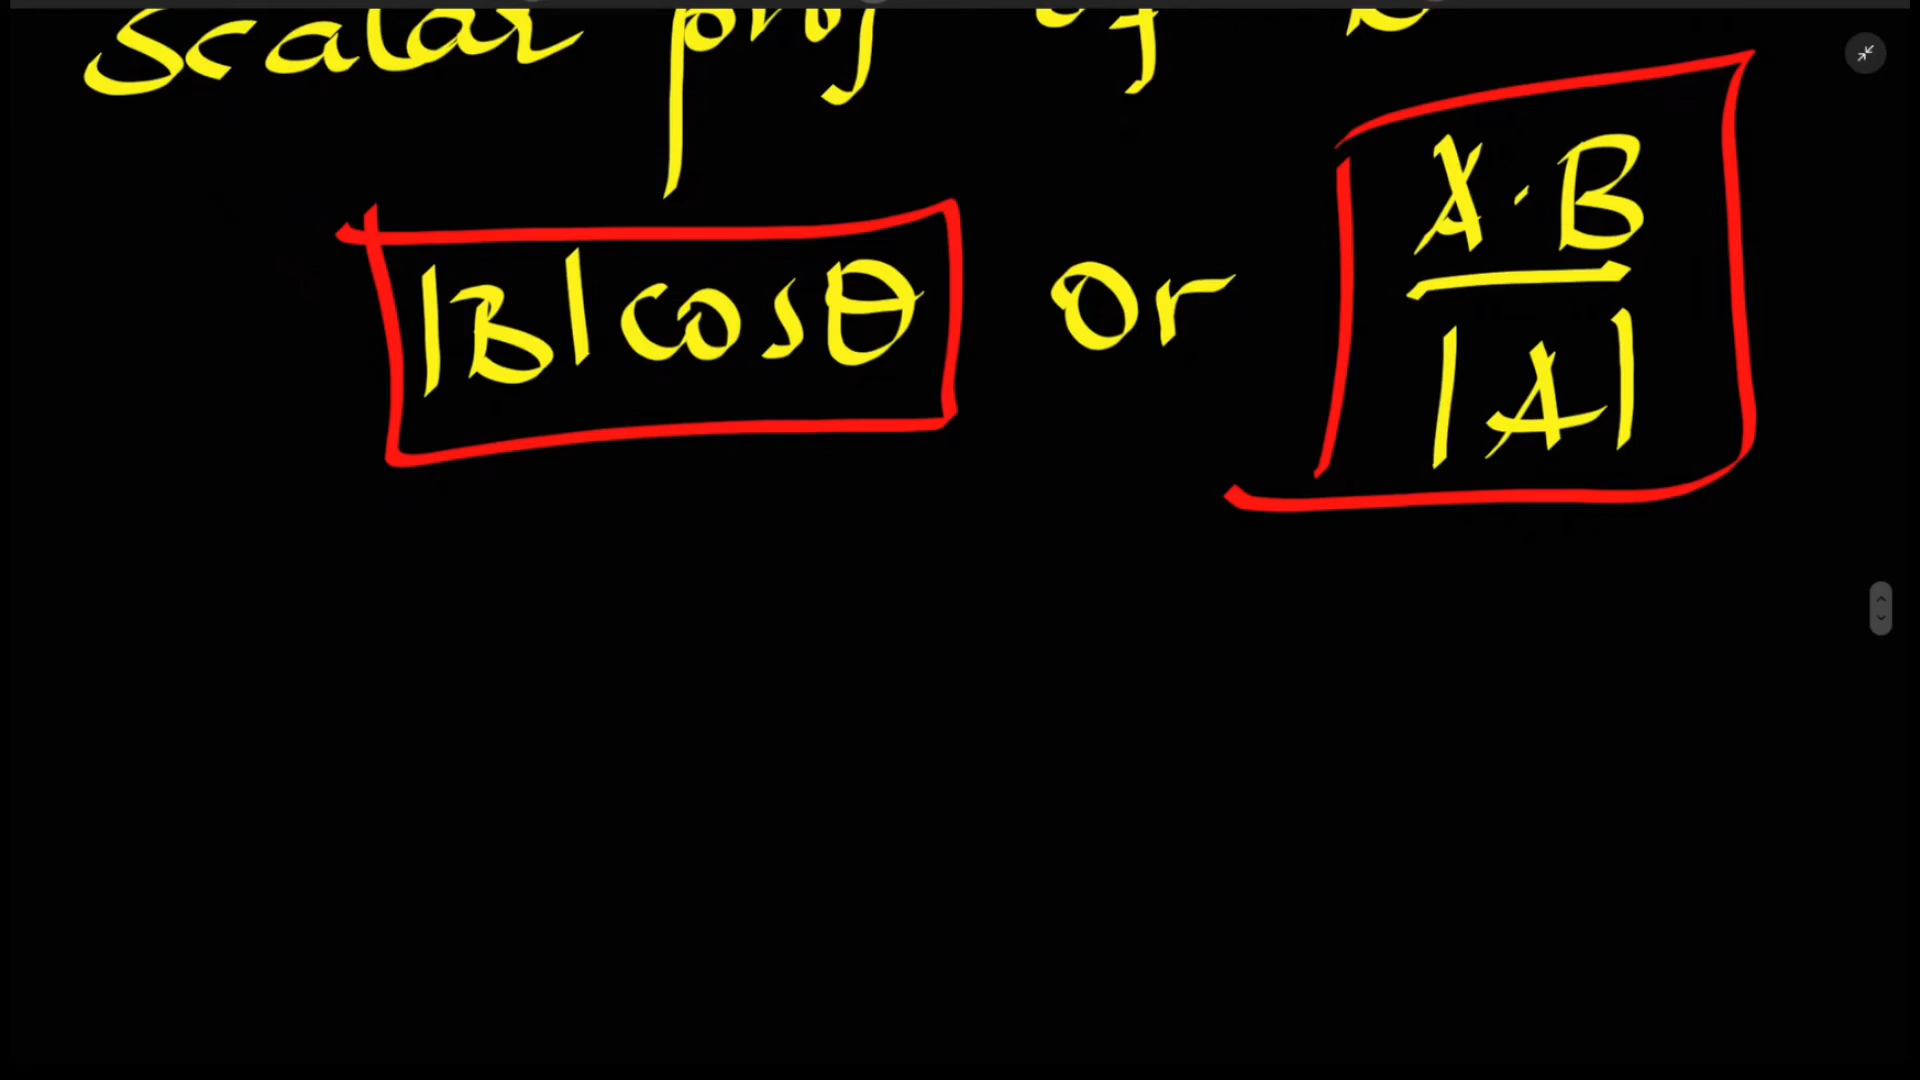 scalar proj of B
|B|cosθ or A·B
|A|